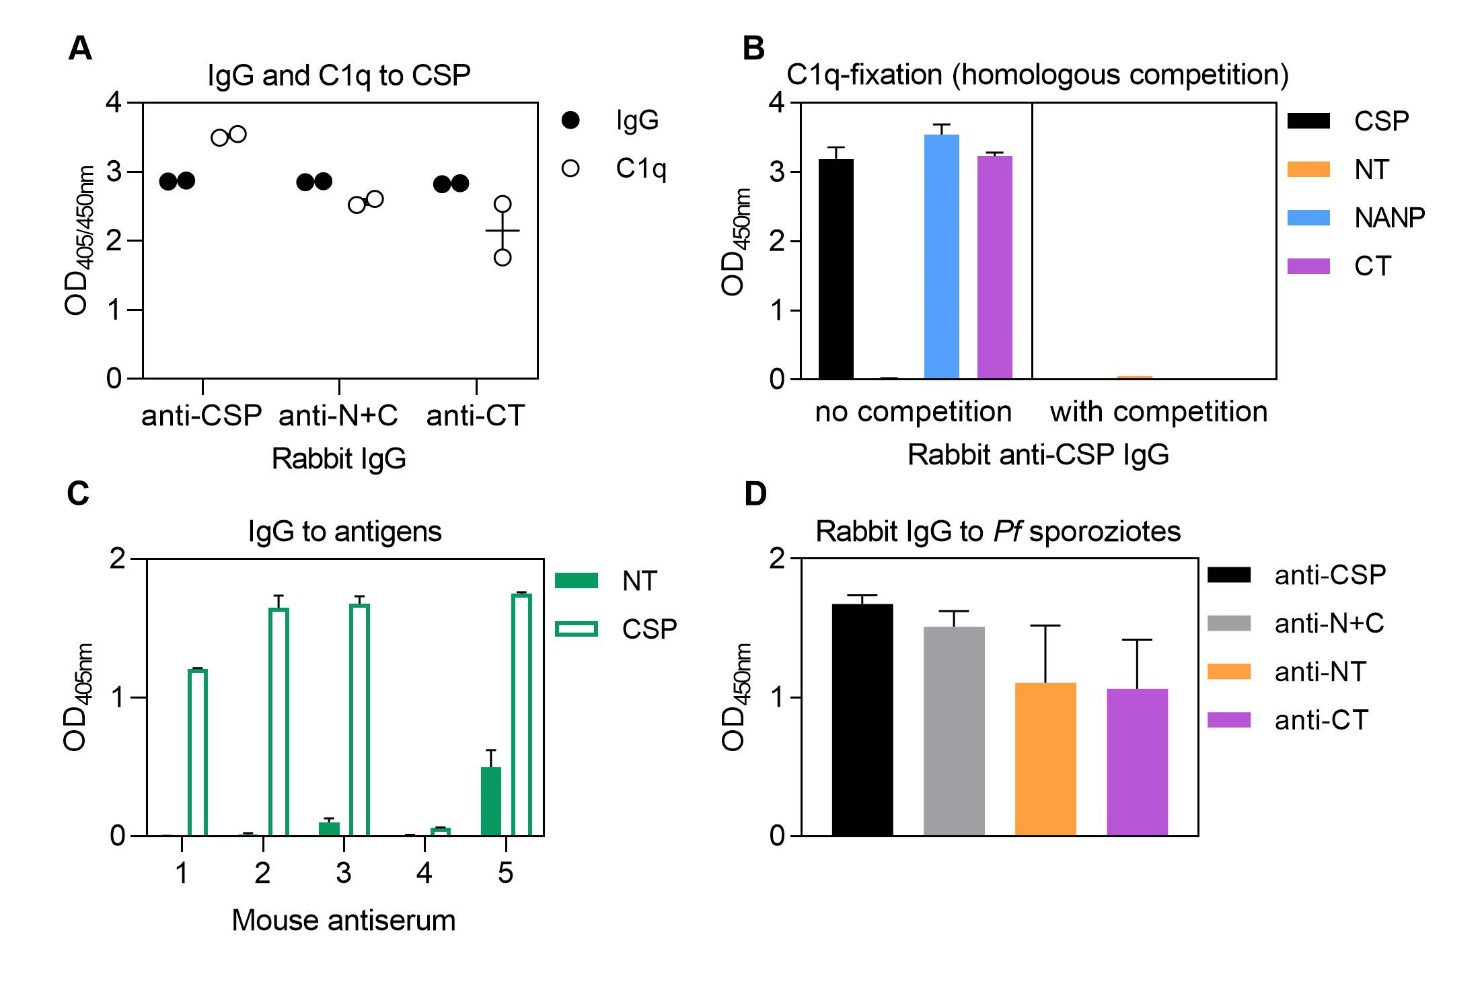 A
IgG and C1q to CSP
OD405/450nm
4
3
2
1
0
anti-CSP anti-N+C anti-CT
Rabbit IgG
IgG
C1q
B
C1q-fixation (homologous competition)
OD450nm
4
3
2
1
0
no competition with competition
Rabbit anti-CSP IgG
CSP
NT
NANP
CT
C
IgG to antigens
OD405nm
2
1
0
1 2 3 4 5
Mouse antiserum
NT
CSP
D
Rabbit IgG to Pf sporoziotes
OD450nm
2
1
0
anti-CSP
anti-N+C
anti-NT
anti-CT